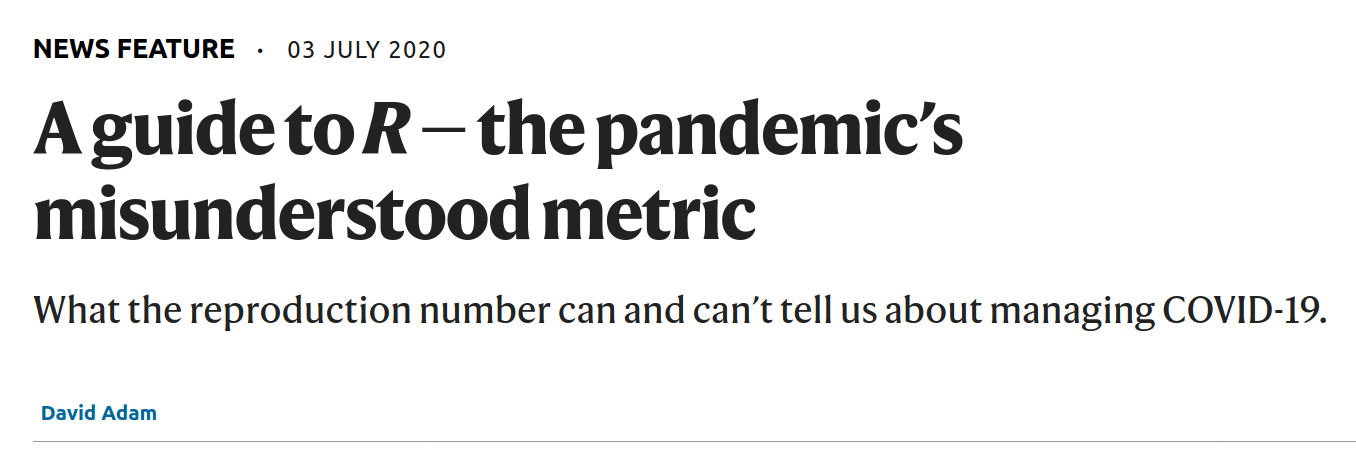 NEWS FEATURE · 03 JULY 2020
A guide to R — the pandemic’s
misunderstood metric
What the reproduction number can and can’t tell us about managing COVID-19.
David Adam